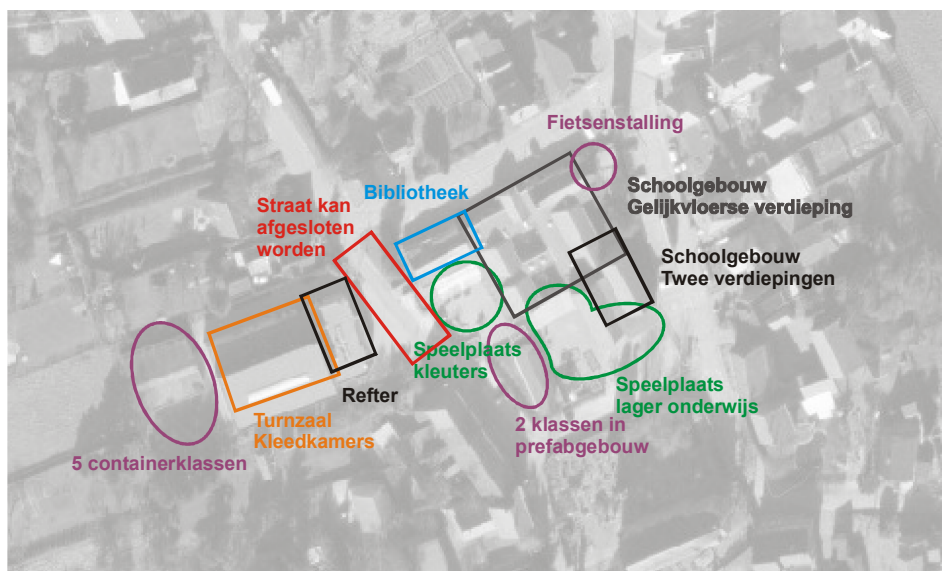 Fietsenstalling
Schoolgebouw
Gelijkvloerse verdieping
Bibliotheek
Straat kan
afgesloten
worden
Schoolgebouw
Twee verdiepingen
Speelplaats
kleuters
Refter
Speelplaats
lager onderwijs
Turnzaal
Kleedkamers
2 klassen in
prefabgebouw
5 containerklassen